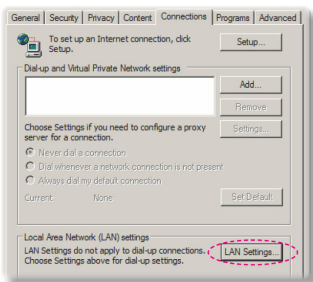 General Security Privacy Content Connections Programs Advanced
To set up an Internet connection, click Setup.
Setup...
Dial-up and Virtual Private Network settings
Add...
Remove
Choose Settings if you need to configure a proxy server for a connection.
Settings...
Never dial a connection
Dial whenever a network connection is not present
Always dial my default connection
Current: None
Set Default
Local Area Network (LAN) settings
LAN Settings do not apply to dial-up connections. Choose Settings above for dial-up settings.
LAN Settings...